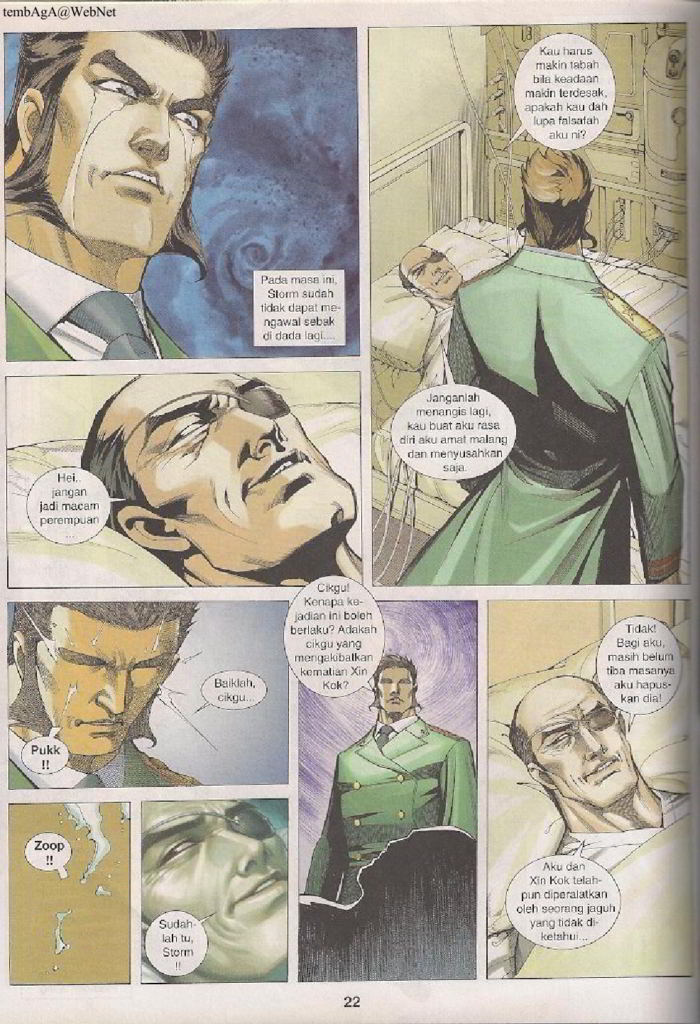 tembAgA@WebNet
Pada masa ini,
Storm sudah
tidak dapat me-
ngawal sebak
di dada lagi....
Kau harus
makin tabah
bila keadaan
makin terdesak,
apakah kau dah
lupa falsafah
aku ni?
Janganlah
menangis lagi,
kau buat aku rasa
diri aku amat malang
dan menyusahkan
saja.
Hei..
jangan
jadi macam
perempuan
...
Baiklah,
cikgu...
Pukk
!!
Zoop
!!
Sudah-
lah tu,
Storm
!!
Cikgu!
Kenapa ke-
jadian ini boleh
berlaku? Adakah
cikgu yang
mengakibatkan
kematian Xin
Kok?
Tidak!
Bagi aku,
masih belum
tiba masanya
aku hapus-
kan dia!
Aku dan
Xin Kok telah-
pun diperalatkan
oleh seorang jaguh
yang tidak di-
ketahui...
22